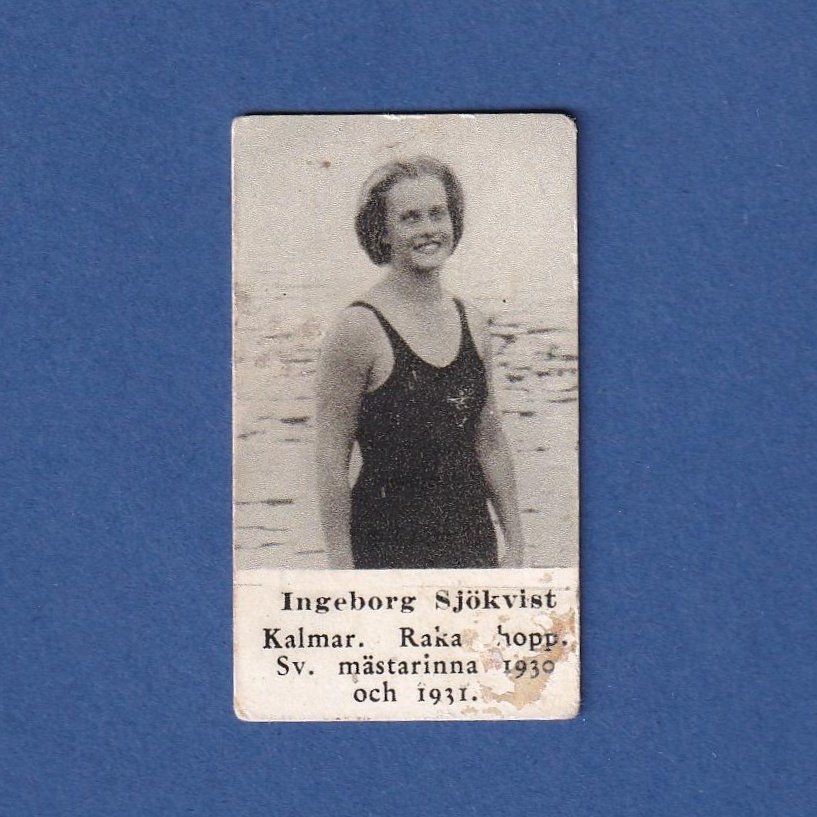 Ingeborg Sjökvist
Kalmar. Raka hopp.
Sv. mästarinna 1930
och 1931.